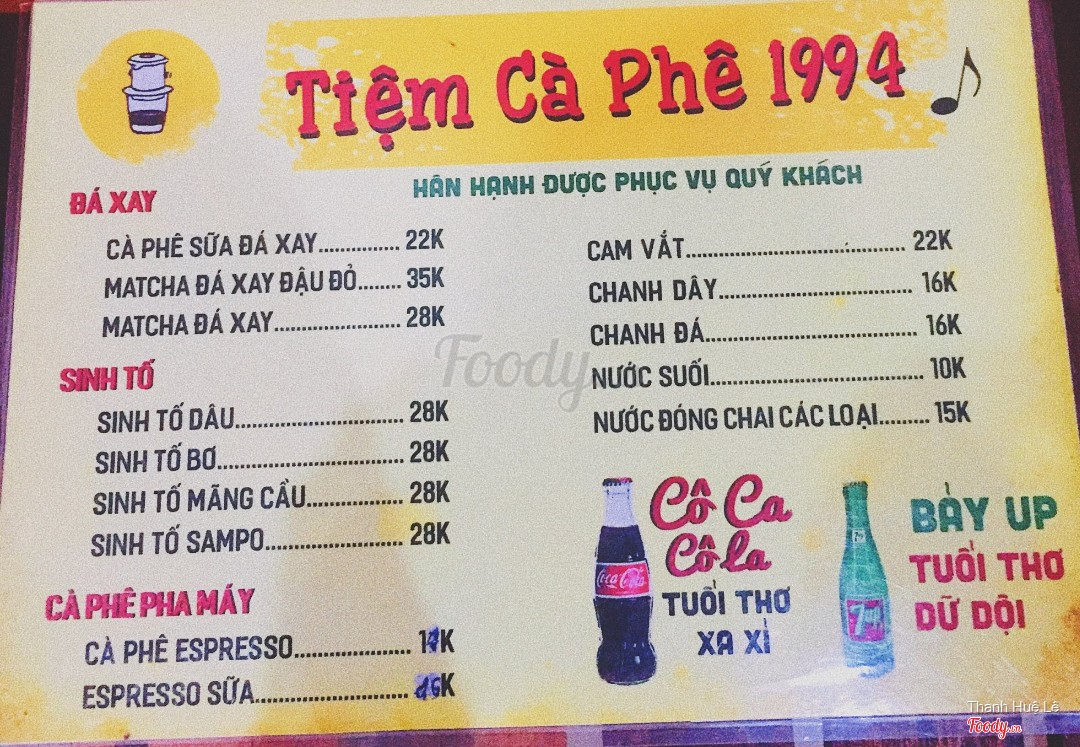 Tiệm Cà Phê 1994
HÂN HẠNH ĐƯỢC PHỤC VỤ QUÝ KHÁCH
ĐÁ XAY
CÀ PHÊ SỮA ĐÁ XAY............... 22K
MATCHA ĐÁ XAY ĐẬU ĐỎ........ 35K
MATCHA ĐÁ XAY....................... 28K
SINH TỐ
SINH TỐ DÂU............................... 28K
SINH TỐ BƠ.................................. 28K
SINH TỐ MÃNG CẦU................. 28K
SINH TỐ SAMPO........................ 28K
CÀ PHÊ PHA MÁY
CÀ PHÊ ESPRESSO....................
ESPRESSO SỮA...........................
CAM VẮT........................................ 22K
CHANH DÂY................................... 16K
CHANH ĐÁ...................................... 16K
NƯỚC SUỐI..................................... 10K
NƯỚC ĐÓNG CHAI CÁC LOẠI......... 15K
Coca-Cola
Cô Ca
Cô la
TUỔI THƠ
XA XỈ
7up
BẢY UP
TUỔI THƠ
DỮ DỘI
Foody
Thanh Huệ Lê
Foody.vn